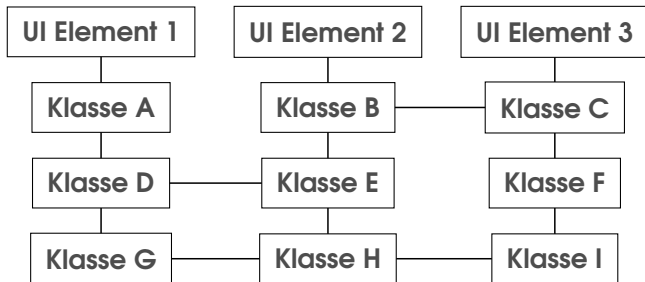 UI Element 1
UI Element 2
UI Element 3
Klasse A
Klasse B
Klasse C
Klasse D
Klasse E
Klasse F
Klasse G
Klasse H
Klasse I